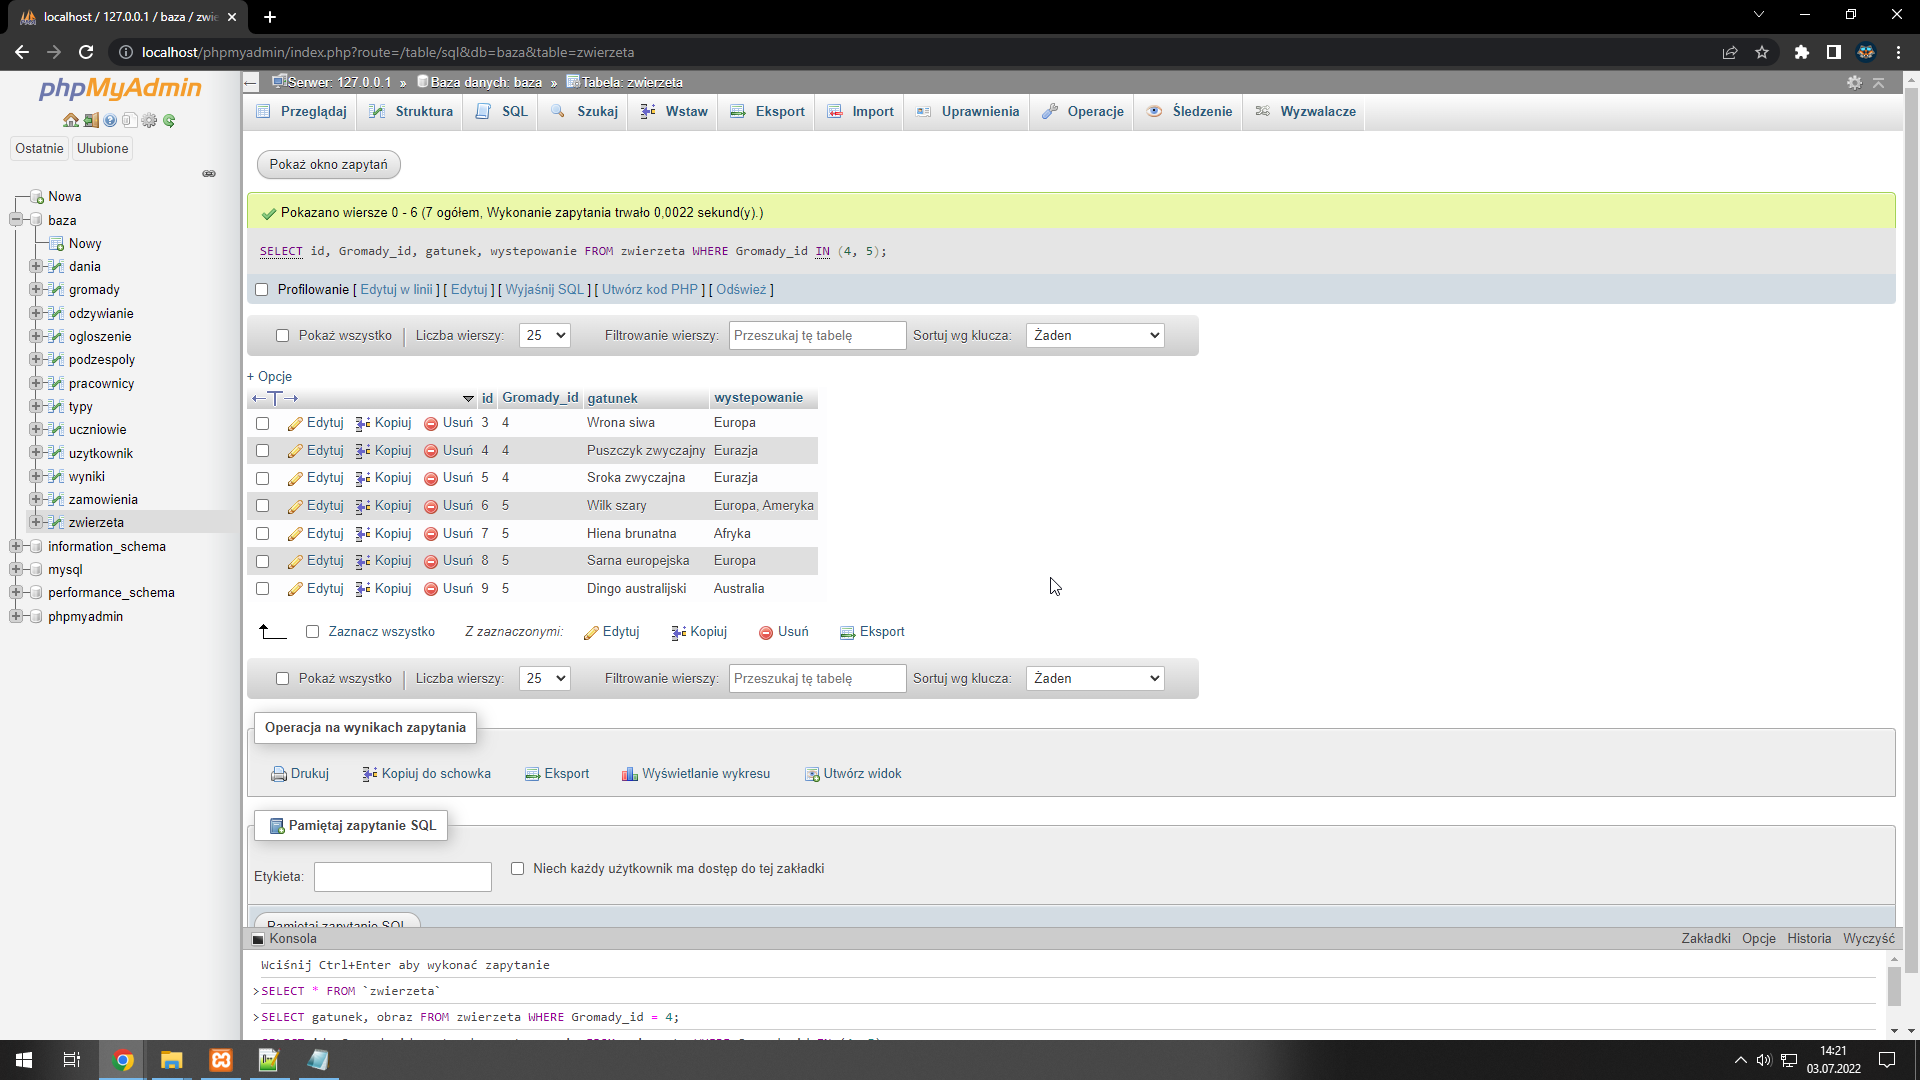 localhost / 127.0.0.1 / baza / zwie
localhost/phpmyadmin/index.php?route=/table/sql&db=baza&table=zwierzeta
phpMyAdmin
Ostatnie Ulubione
Nowa
baza
Nowy
dania
gromady
odzywianie
ogloszenie
podzespoly
pracownicy
typy
uczniowie
uzytkownik
wyniki
zamowienia
zwierzeta
information_schema
mysql
performance_schema
phpmyadmin
Serwer: 127.0.0.1 » Baza danych: baza » Tabela: zwierzeta
Przeglądaj Struktura SQL Szukaj Wstaw Eksport Import Uprawnienia Operacje Śledzenie Wyzwalacze
Pokaż okno zapytań
Pokazano wiersze 0 - 6 (7 ogółem, Wykonanie zapytania trwało 0,0022 sekund(y).)
SELECT id, Gromady_id, gatunek, wystepowanie FROM zwierzeta WHERE Gromady_id IN (4, 5);
Profilowanie [ Edytuj w linii ] [ Edytuj ] [ Wyjaśnij SQL ] [ Utwórz kod PHP ] [ Odśwież ]
Pokaż wszystko | Liczba wierszy: 25 Filtrowanie wierszy: Przeszukaj tę tabelę Sortuj wg klucza: Żaden
+ Opcje
←T→ id Gromady_id gatunek wystepowanie
Edytuj Kopiuj Usuń 3 4 Wrona siwa Europa
Edytuj Kopiuj Usuń 4 4 Puszczyk zwyczajny Eurazja
Edytuj Kopiuj Usuń 5 4 Sroka zwyczajna Eurazja
Edytuj Kopiuj Usuń 6 5 Wilk szary Europa, Ameryka
Edytuj Kopiuj Usuń 7 5 Hiena brunatna Afryka
Edytuj Kopiuj Usuń 8 5 Sarna europejska Europa
Edytuj Kopiuj Usuń 9 5 Dingo australijski Australia
Zaznacz wszystko Z zaznaczonymi: Edytuj Kopiuj Usuń Eksport
Pokaż wszystko | Liczba wierszy: 25 Filtrowanie wierszy: Przeszukaj tę tabelę Sortuj wg klucza: Żaden
Operacja na wynikach zapytania
Drukuj Kopiuj do schowka Eksport Wyświetlanie wykresu Utwórz widok
Pamiętaj zapytanie SQL
Etykieta: Niech każdy użytkownik ma dostęp do tej zakładki
Pamiętaj zapytanie SQL
Konsola Zakładki Opcje Historia Wyczyść
Wciśnij Ctrl+Enter aby wykonać zapytanie
>SELECT * FROM `zwierzeta`
>SELECT gatunek, obraz FROM zwierzeta WHERE Gromady_id = 4;
14:21
03.07.2022